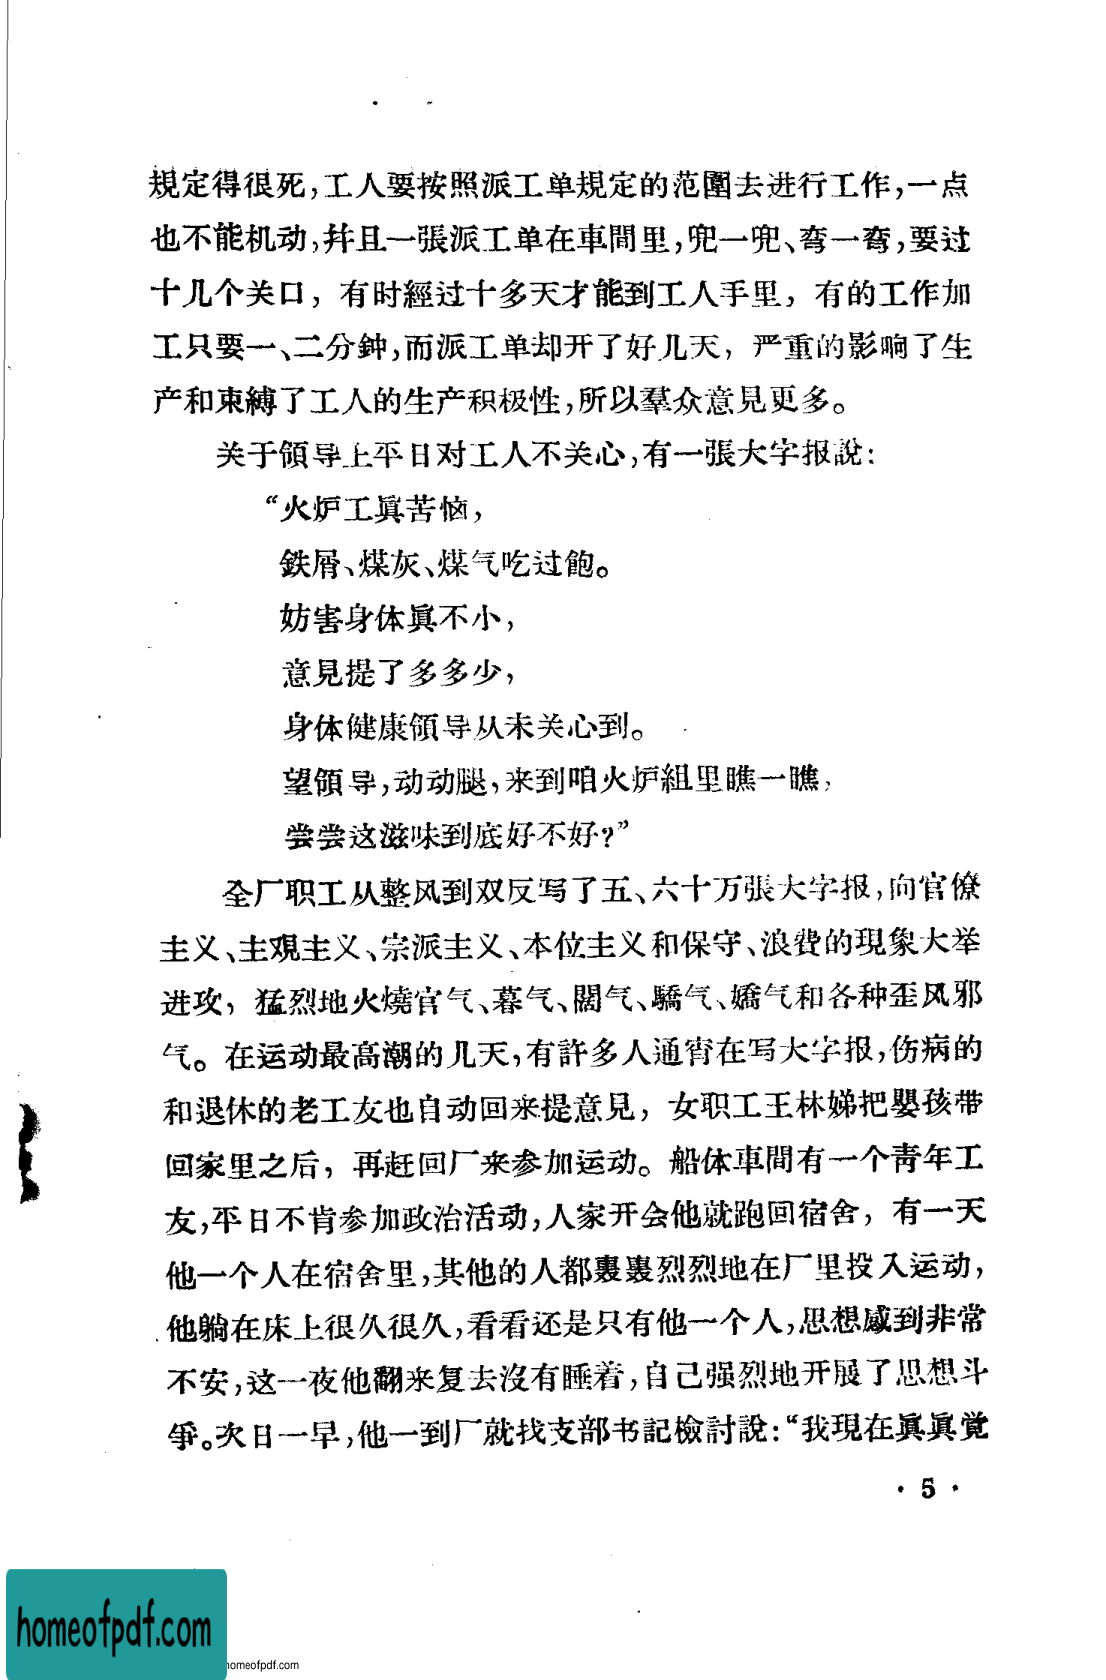 規定得很死,工人要按照派工单規定的范圍去进行工作,一点
也不能机动,幷且一張派工单在車間里,兜一兜、弯一弯,要过
十几个关口，有时經过十多天才能到工人手里，有的工作加
工只要一、二分鈡,而派工单却开了好几天，严重的影响了生
产和束縛了工人的生产积极性,所以羣众意見更多。
关于領导上平日对工人不关心,有一張大字报說:
“火炉工眞苦恼，
鉄屑、煤灰、煤气吃过飽。
妨害身体眞不小，
意見提了多多少，
身体健康領导从未关心到。
望領导,动动腿,来到咱火炉組里瞧一瞧，
尝尝这滋味到底好不好?”
全厂职工从整风到双反写了五、六十万張大字报,向官僚
主义、主观主义、宗派主义、本位主义和保守、浪費的現象大举
进攻，猛烈地火燒官气、暮气、闊气、驕气、嬌气和各种歪风邪
气。在运动最高潮的几天,有許多人通宵在写大字报,伤病的
和退休的老工友也自动回来提意見，女职工王林娣把嬰孩带
回家里之后，再赶回厂来参加运动。船体車間有一个青年工
友,平日不肯参加政治活动,人家开会他就跑回宿舍，有一天
他一个人在宿舍里,其他的人都轰轰烈烈地在厂里投入运动，
他躺在床上很久很久,看看还是只有他一个人,思想感到非常
不安,这一夜他翻来复去沒有睡着,自己强烈地开展了思想斗
爭。次日一早,他一到厂就找支部书記檢討說:“我現在眞眞覚
· 5 ·
homeofpdf.com
homeofpdf.com